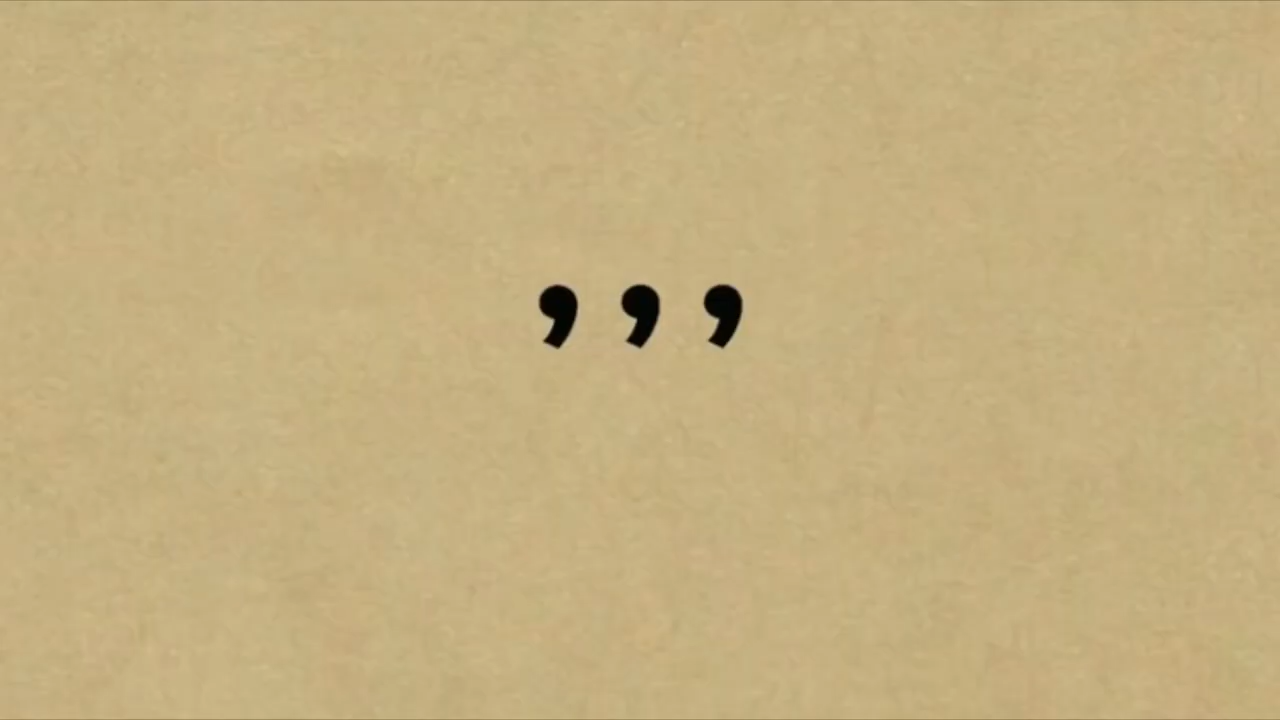 , , ,